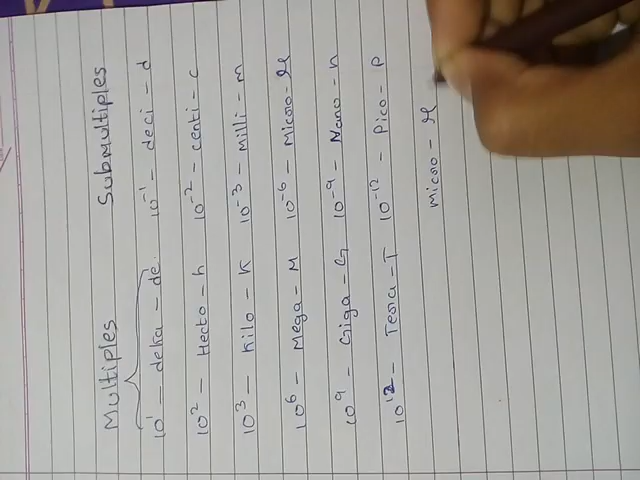 Multiples Submultiples
10¹ – deka – de. 10⁻¹ – deci – d
10² – Hecto – h 10⁻² – centi – c
10³ – Kilo – K 10⁻³ – Milli – m
10⁶ – Mega – M 10⁻⁶ – Micro – μ
10⁹ – Giga – G 10⁻⁹ – Nano – n
10¹² – Tera – T 10⁻¹² – Pico – P
Micro – μ